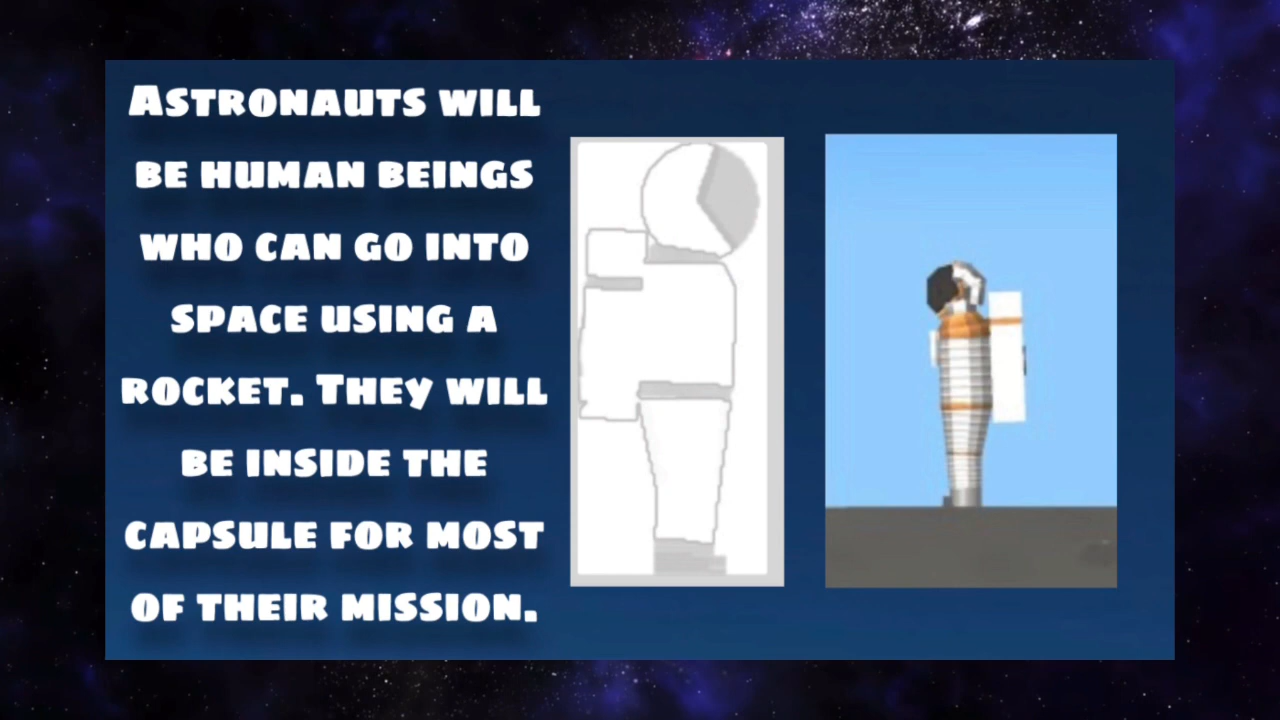 Astronauts will
be human beings
who can go into
space using a
rocket. They will
be inside the
capsule for most
of their mission.